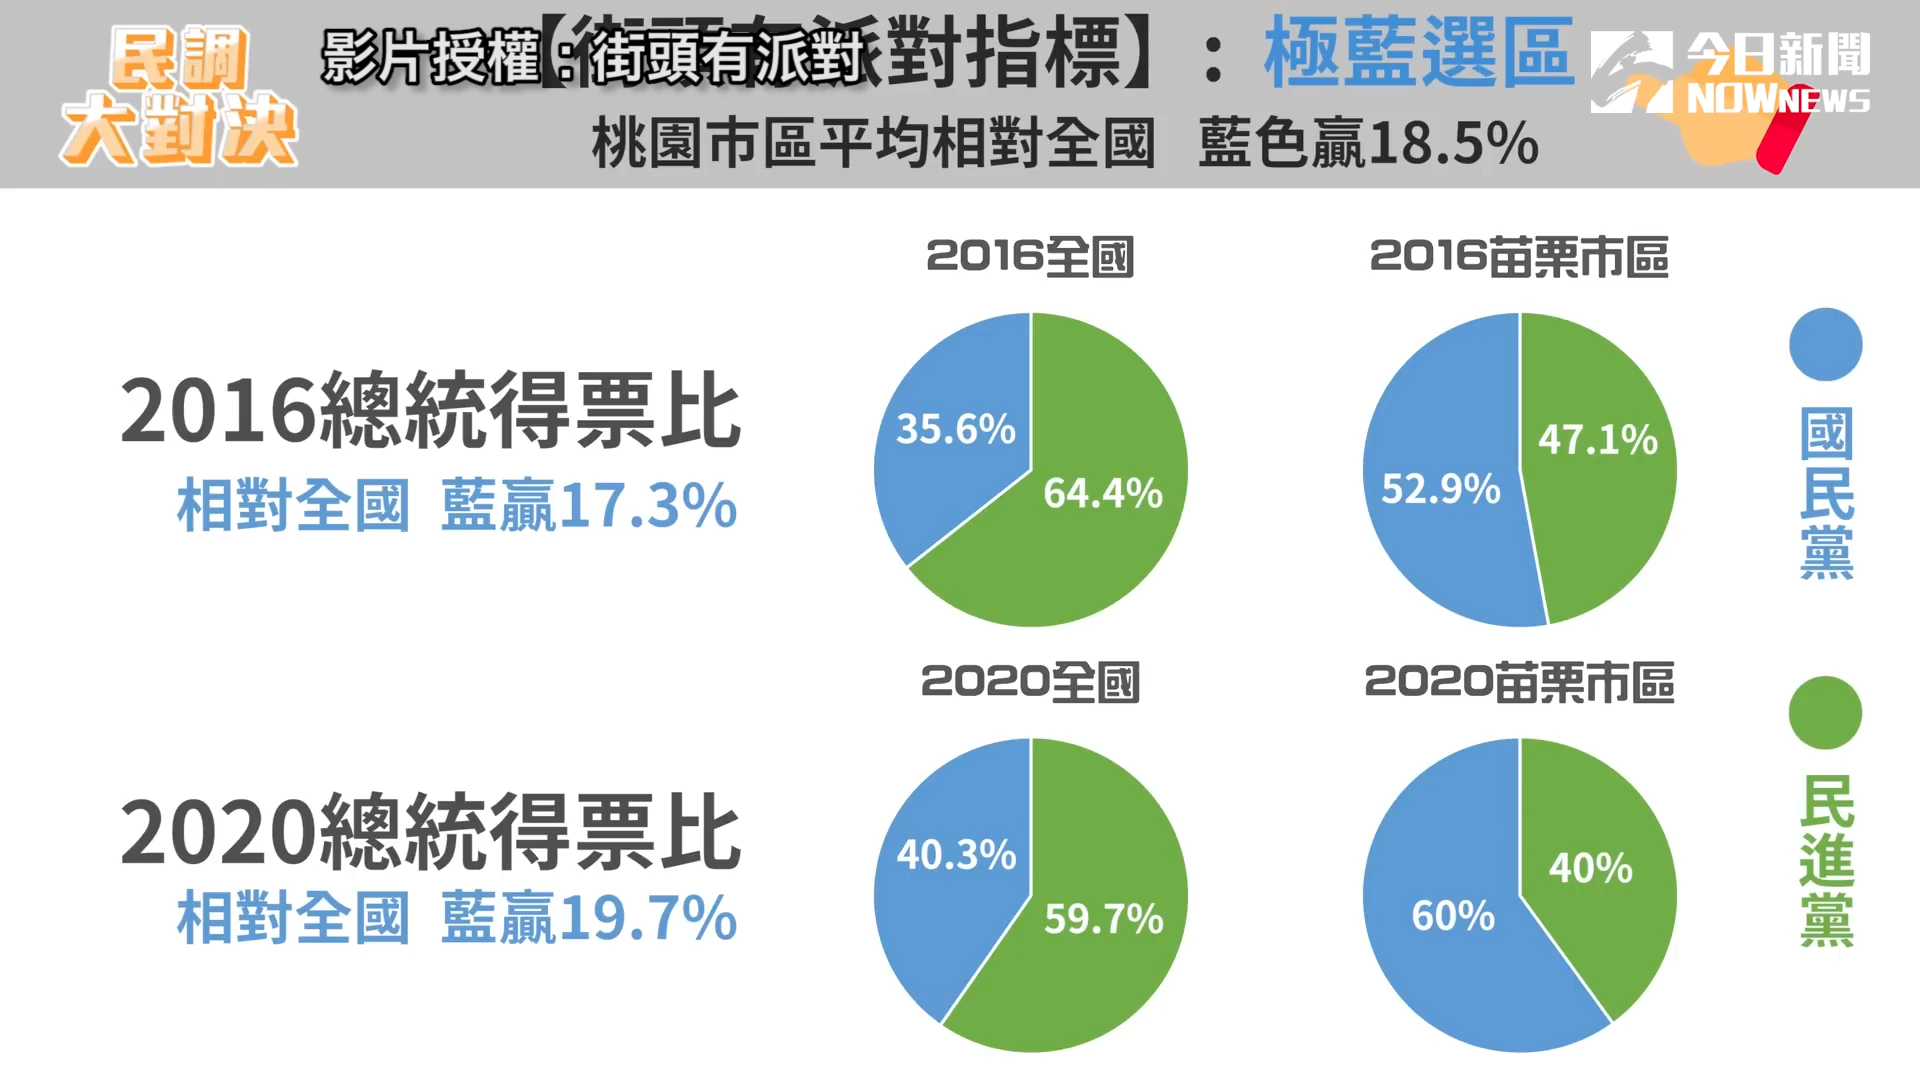 民調
大對決
影片授權：街頭有派對
對指標】：極藍選區
今日新聞
NOWNEWS
桃園市區平均相對全國 藍色贏18.5%
2016全國
2016苗栗市區
2016總統得票比
相對全國 藍贏17.3%
35.6%
64.4%
52.9%
47.1%
國民黨
2020全國
2020苗栗市區
2020總統得票比
相對全國 藍贏19.7%
40.3%
59.7%
60%
40%
民進黨